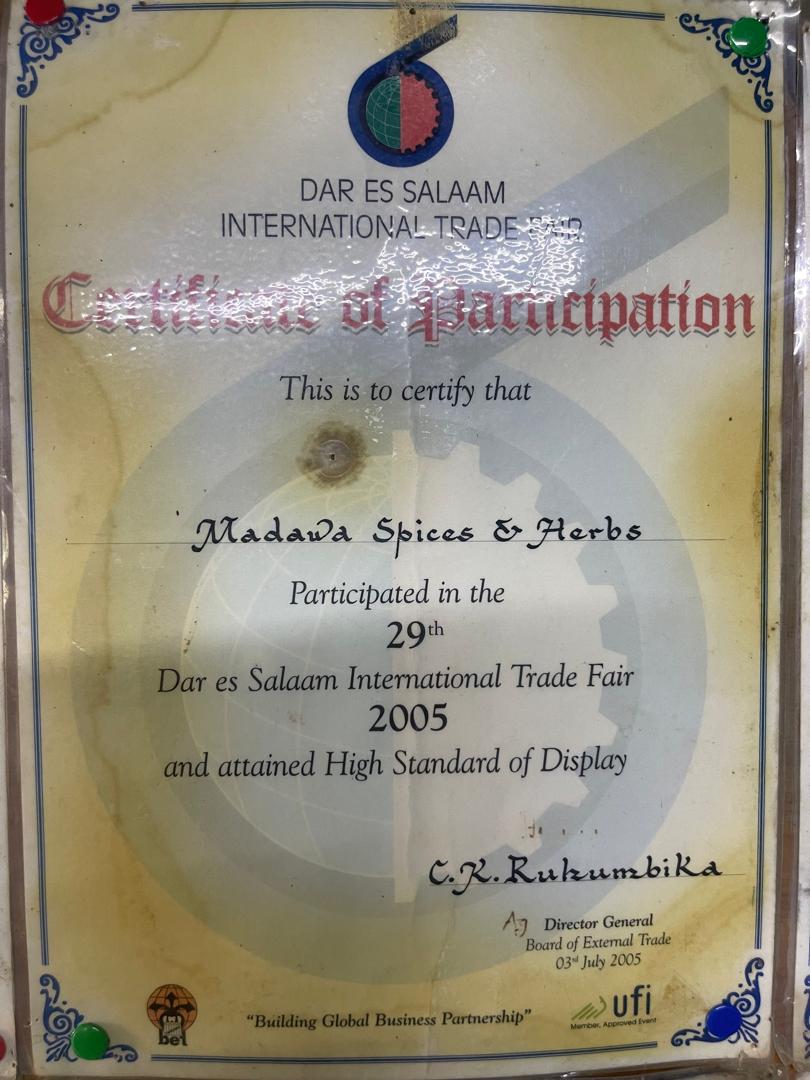 DAR ES SALAAM
INTERNATIONAL TRADE FAIR
Certificate of Participation
This is to certify that
Madawa Spices & Herbs
Participated in the
29th
Dar es Salaam International Trade Fair
2005
and attained High Standard of Display
C.K. Rukumbika
Ag Director General
Board of External Trade
03rd July 2005
bet
"Building Global Business Partnership"
ufi
Member, Approved Event